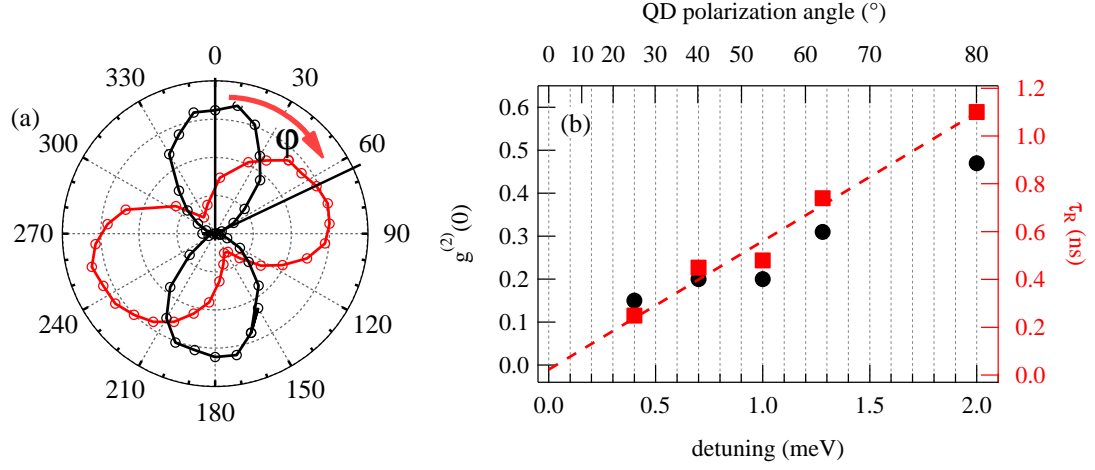 (a)
0
30
60
90
120
150
180
210
240
270
300
330
φ
QD polarization angle (°)
0 10 20 30 40 50 60 70 80
(b)
g(2)(0)
0.6
0.5
0.4
0.3
0.2
0.1
0.0
τR (ns)
1.2
1.0
0.8
0.6
0.4
0.2
0.0
0.0 0.5 1.0 1.5 2.0
detuning (meV)